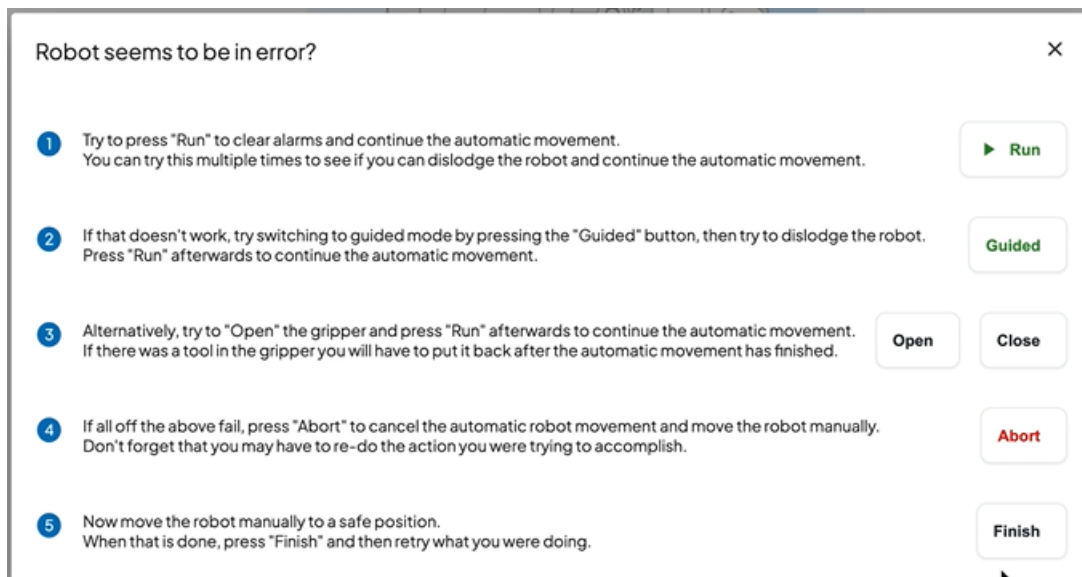 Robot seems to be in error?
1
Try to press "Run" to clear alarms and continue the automatic movement.
You can try this multiple times to see if you can dislodge the robot and continue the automatic movement.
Run
2
If that doesn't work, try switching to guided mode by pressing the "Guided" button, then try to dislodge the robot.
Press "Run" afterwards to continue the automatic movement.
Guided
3
Alternatively, try to "Open" the gripper and press "Run" afterwards to continue the automatic movement.
If there was a tool in the gripper you will have to put it back after the automatic movement has finished.
Open
Close
4
If all off the above fail, press "Abort" to cancel the automatic robot movement and move the robot manually.
Don't forget that you may have to re-do the action you were trying to accomplish.
Abort
5
Now move the robot manually to a safe position.
When that is done, press "Finish" and then retry what you were doing.
Finish